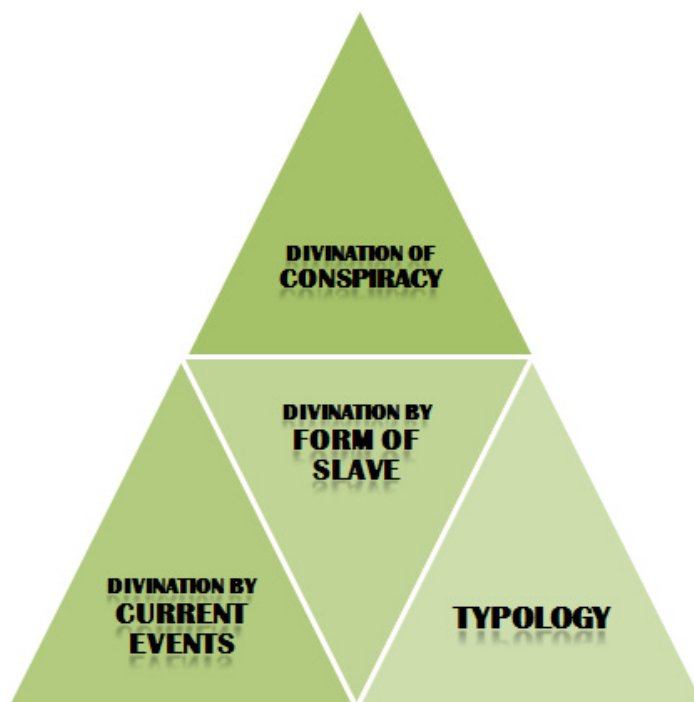 DIVINATION OF
CONSPIRACY
DIVINATION BY
FORM OF
SLAVE
DIVINATION BY
CURRENT
EVENTS
TYPOLOGY